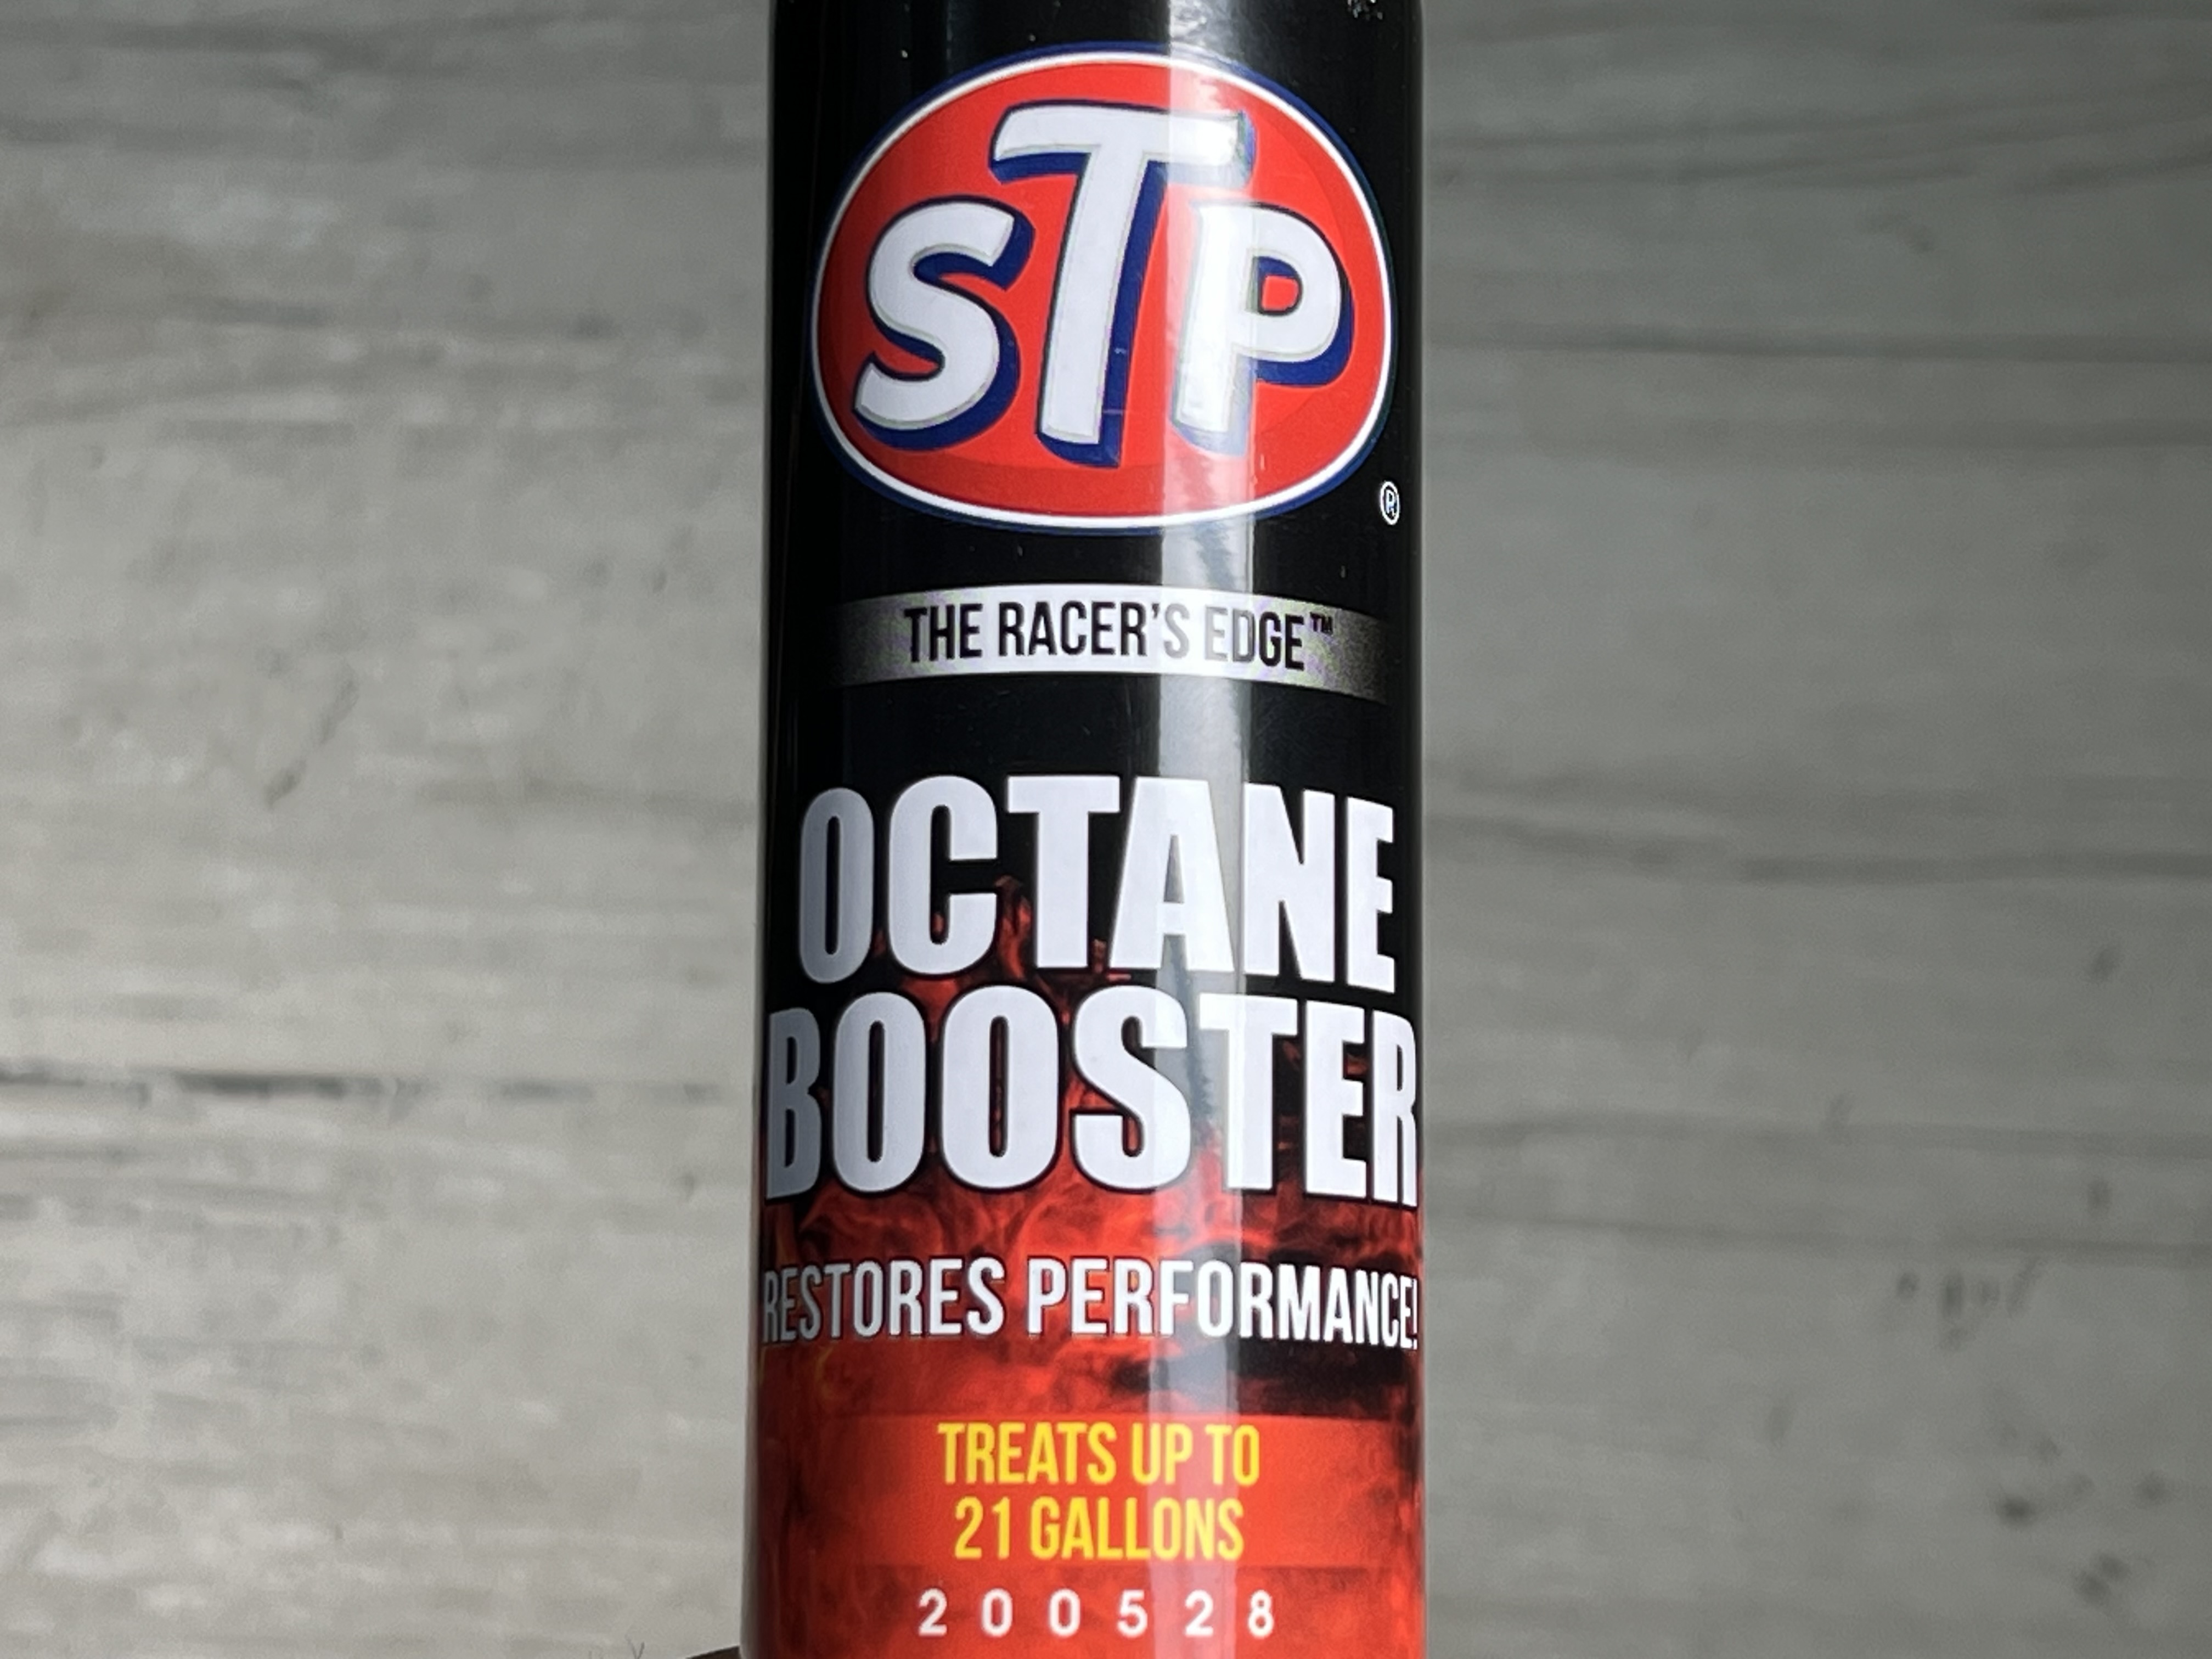 STP
®
THE RACER'S EDGE™
OCTANE
BOOSTER
RESTORES PERFORMANCE!
TREATS UP TO
21 GALLONS
200528